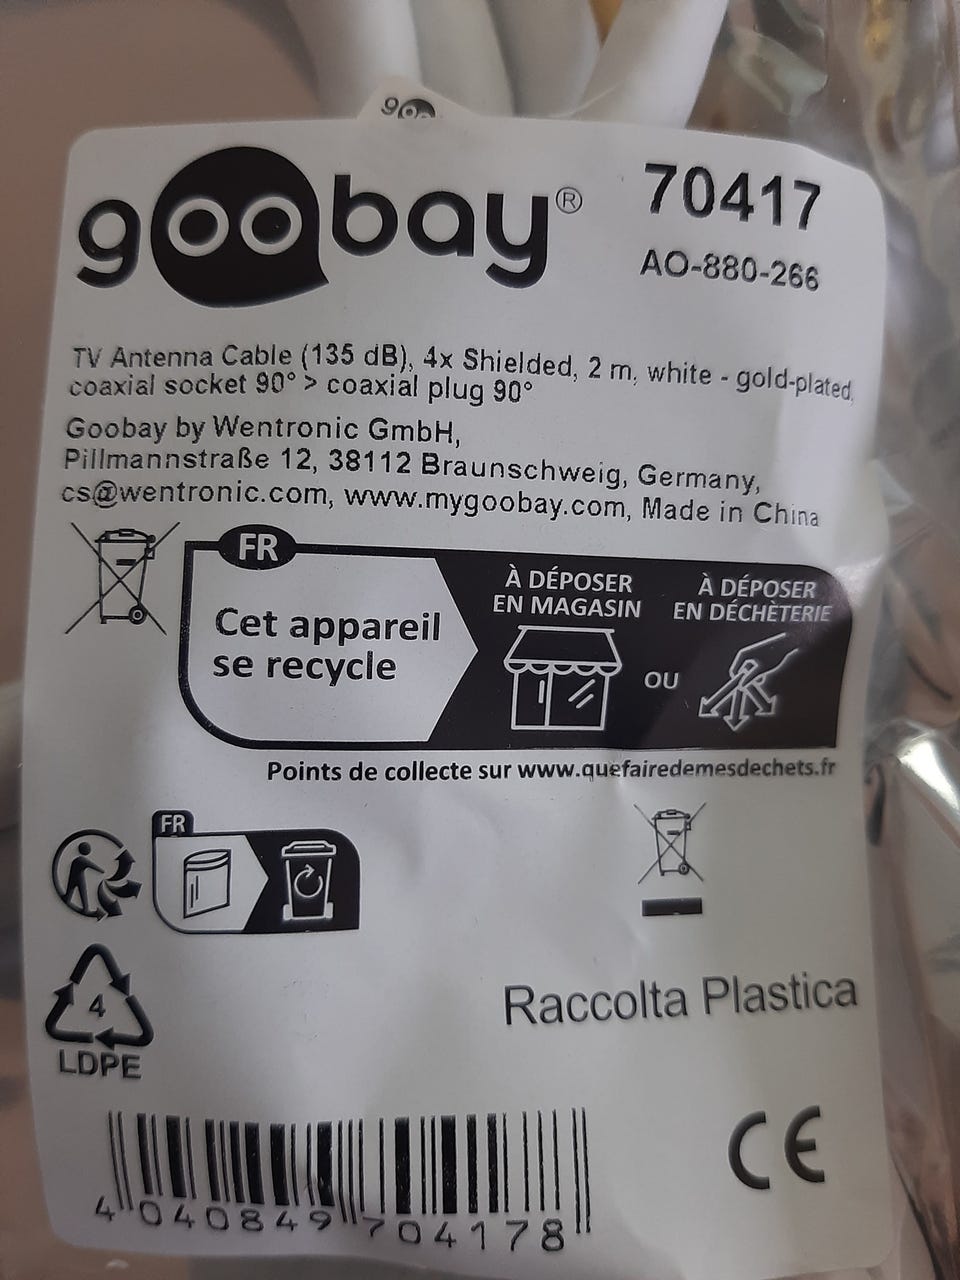 goo
goobay®
70417
AO-880-266
TV Antenna Cable (135 dB), 4x Shielded, 2 m, white - gold-plated,
coaxial socket 90° > coaxial plug 90°
Goobay by Wentronic GmbH,
Pillmannstraße 12, 38112 Braunschweig, Germany,
cs@wentronic.com, www.mygoobay.com, Made in China
FR
Cet appareil
se recycle
À DÉPOSER
EN MAGASIN
OU
À DÉPOSER
EN DÉCHÈTERIE
Points de collecte sur www.quefairedemesdechets.fr
FR
4
LDPE
Raccolta Plastica
CE
4 040849 704178